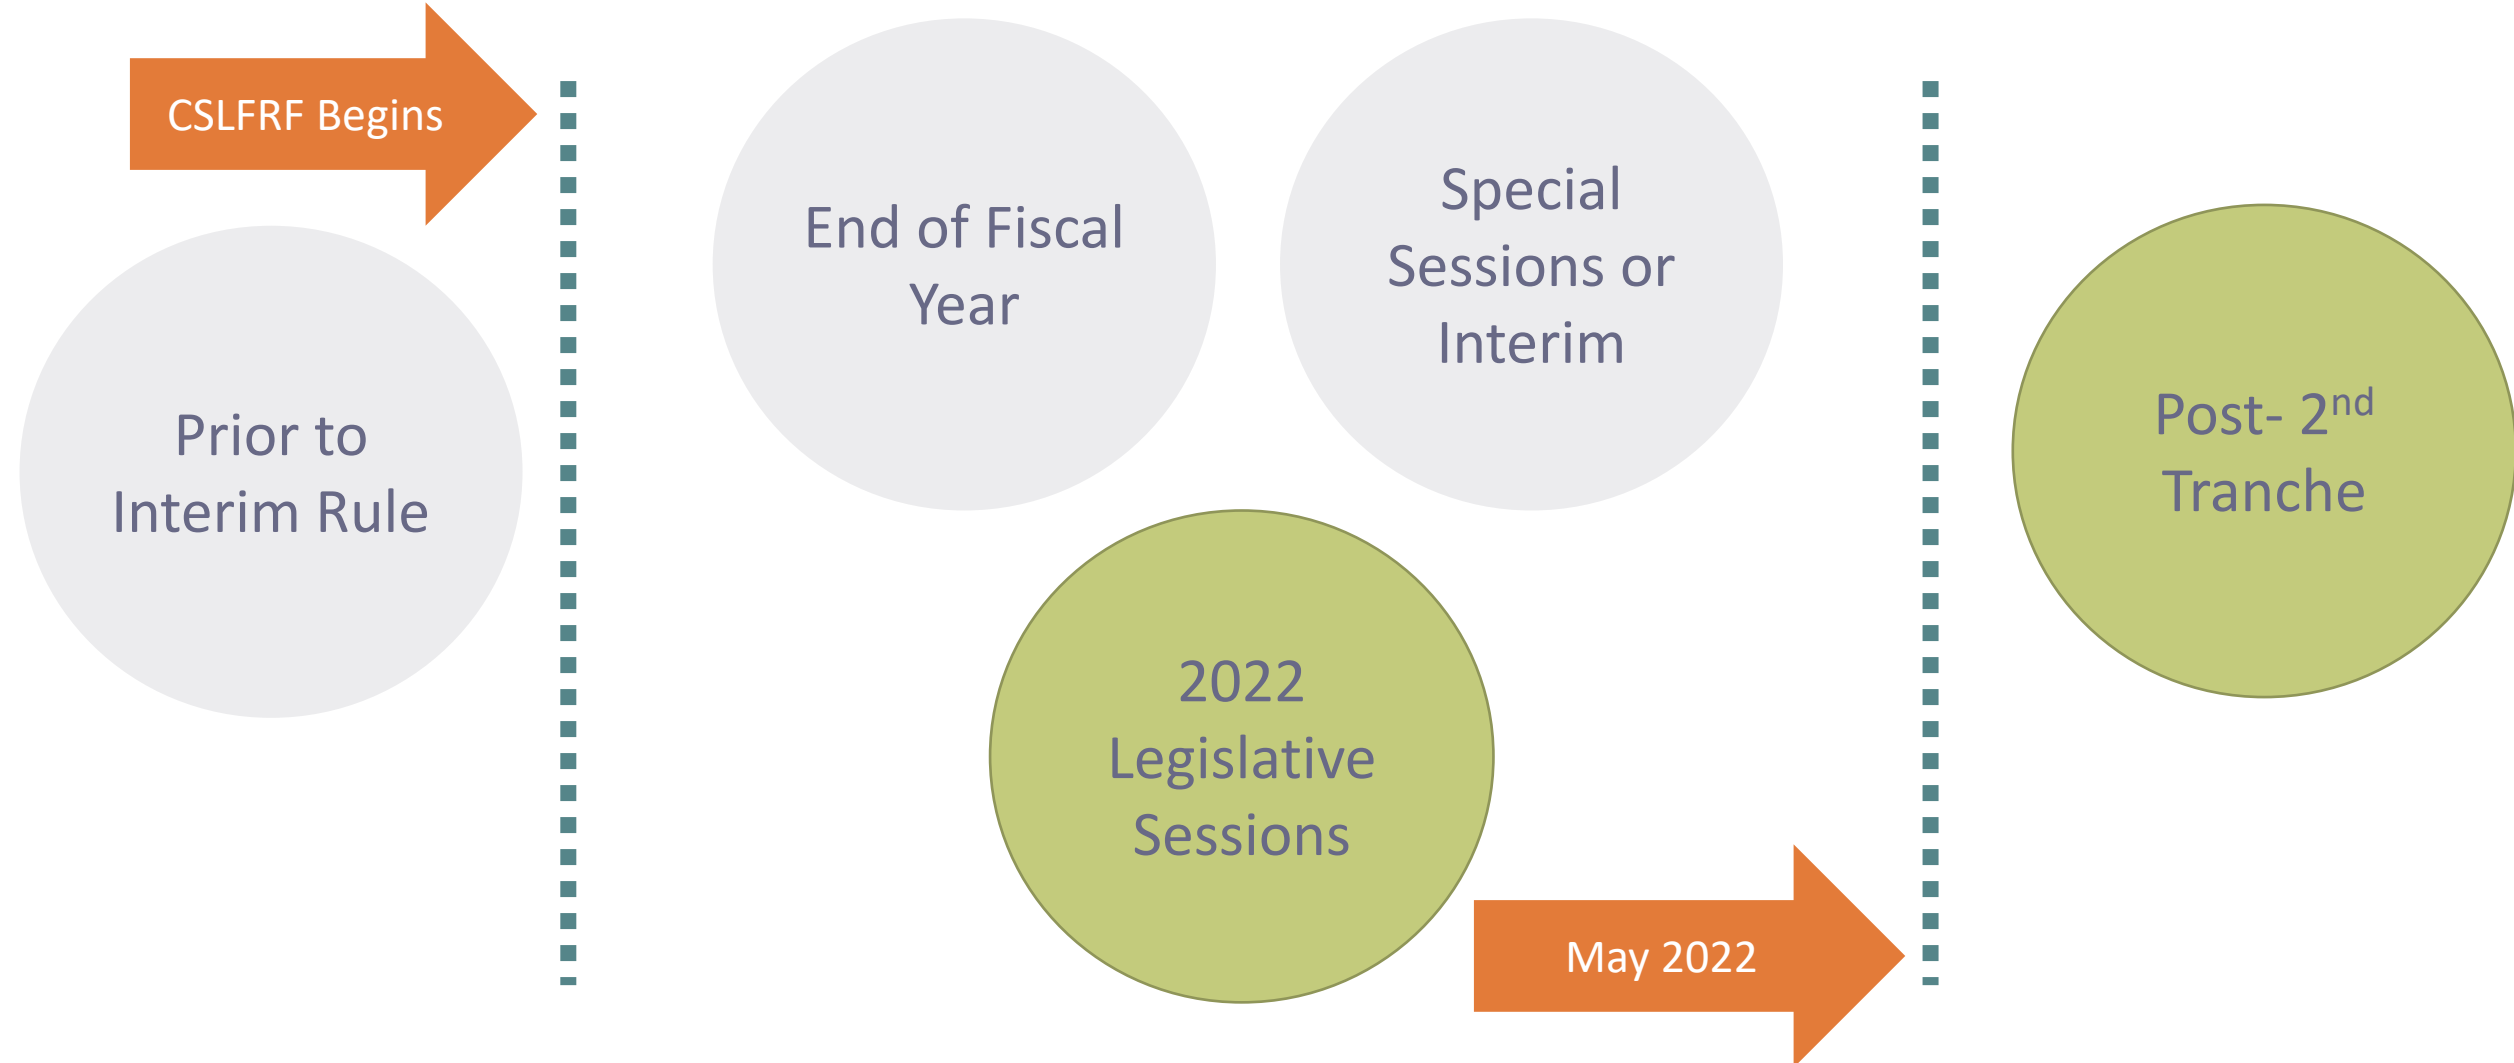 CSLFRF Begins
Prior to
Interim Rule
End of Fiscal
Year
Special
Sessions or
Interim
2022
Legislative
Sessions
May 2022
Post- 2nd
Tranche